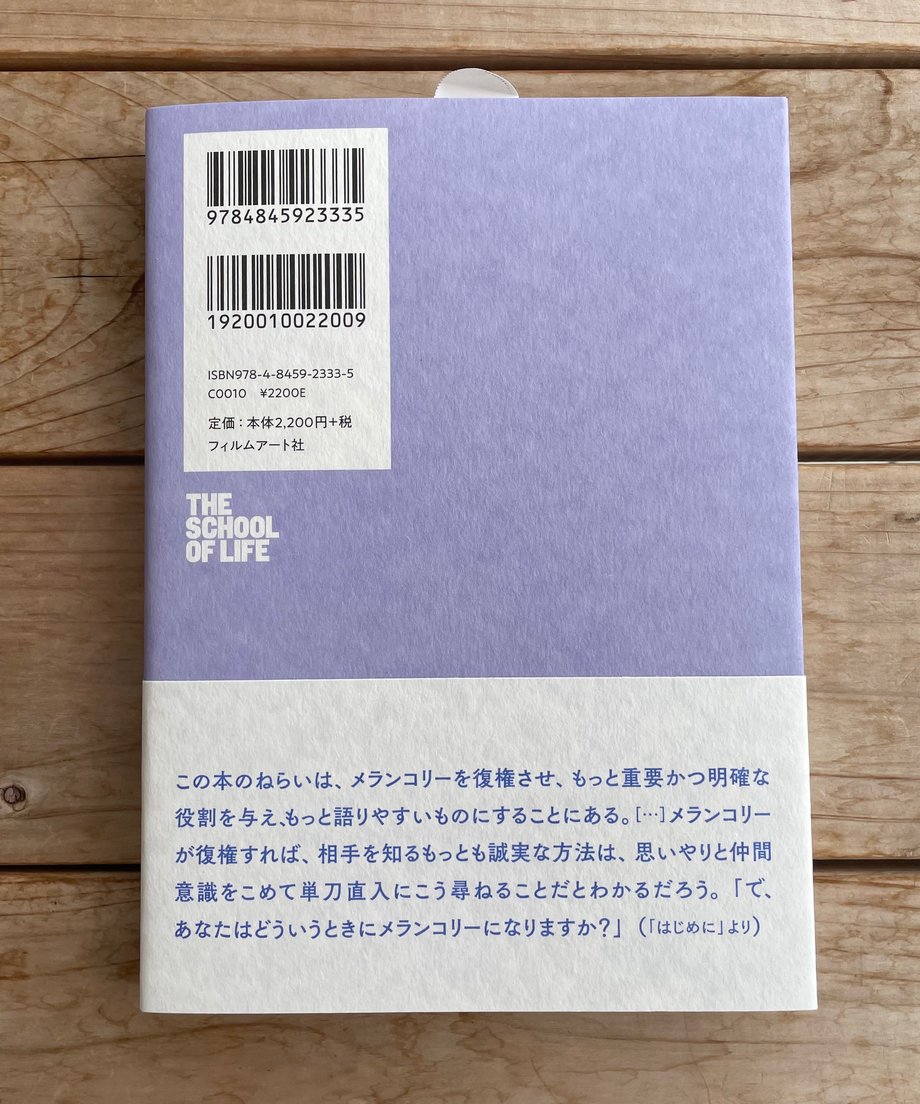 9784845923335
1920010022009
ISBN978-4-8459-2333-5
C0010 ¥2200E
定価：本体2,200円+税
フィルムアート社
THE
SCHOOL
OF LIFE
この本のねらいは、メランコリーを復権させ、もっと重要かつ明確な
役割を与え、もっと語りやすいものにすることにある。[…]メランコリー
が復権すれば、相手を知るもっとも誠実な方法は、思いやりと仲間
意識をこめて単刀直入にこう尋ねることだとわかるだろう。「で、
あなたはどういうときにメランコリーになりますか？」（「はじめに」より）